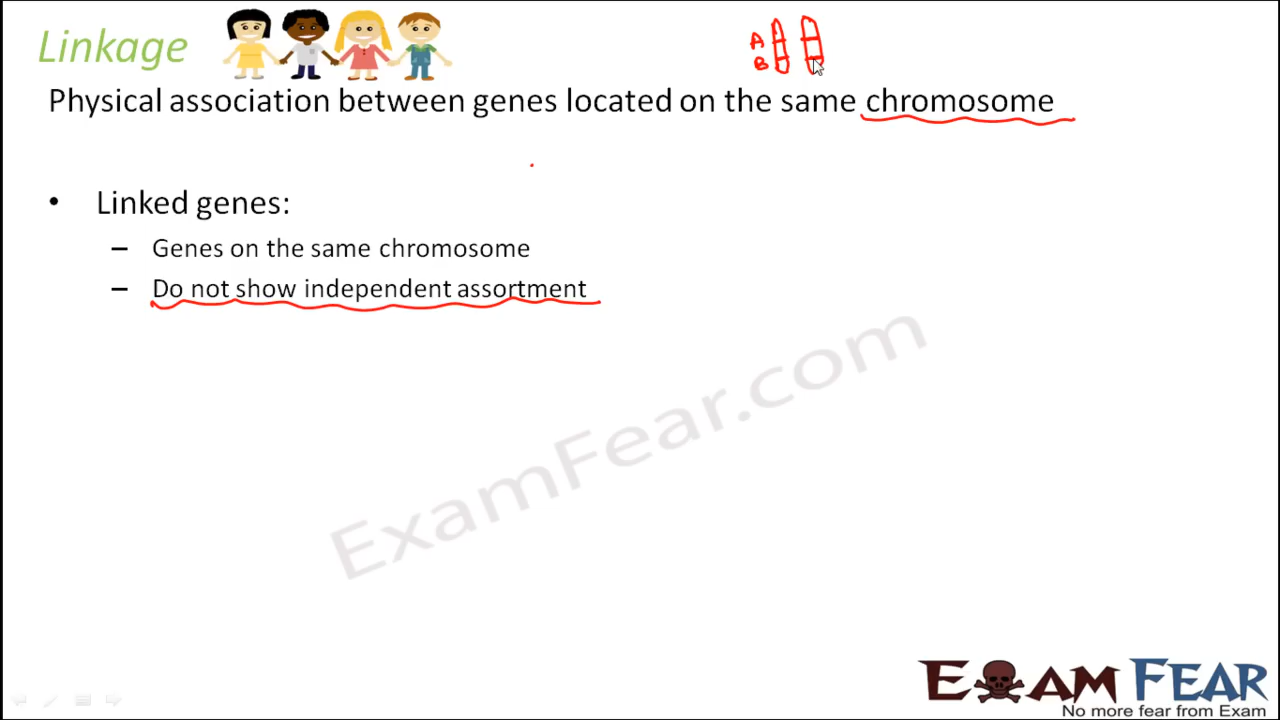 Linkage
A
B
Physical association between genes located on the same chromosome
• Linked genes:
– Genes on the same chromosome
– Do not show independent assortment
ExamFear.com
EXAM FEAR
No more fear from Exam